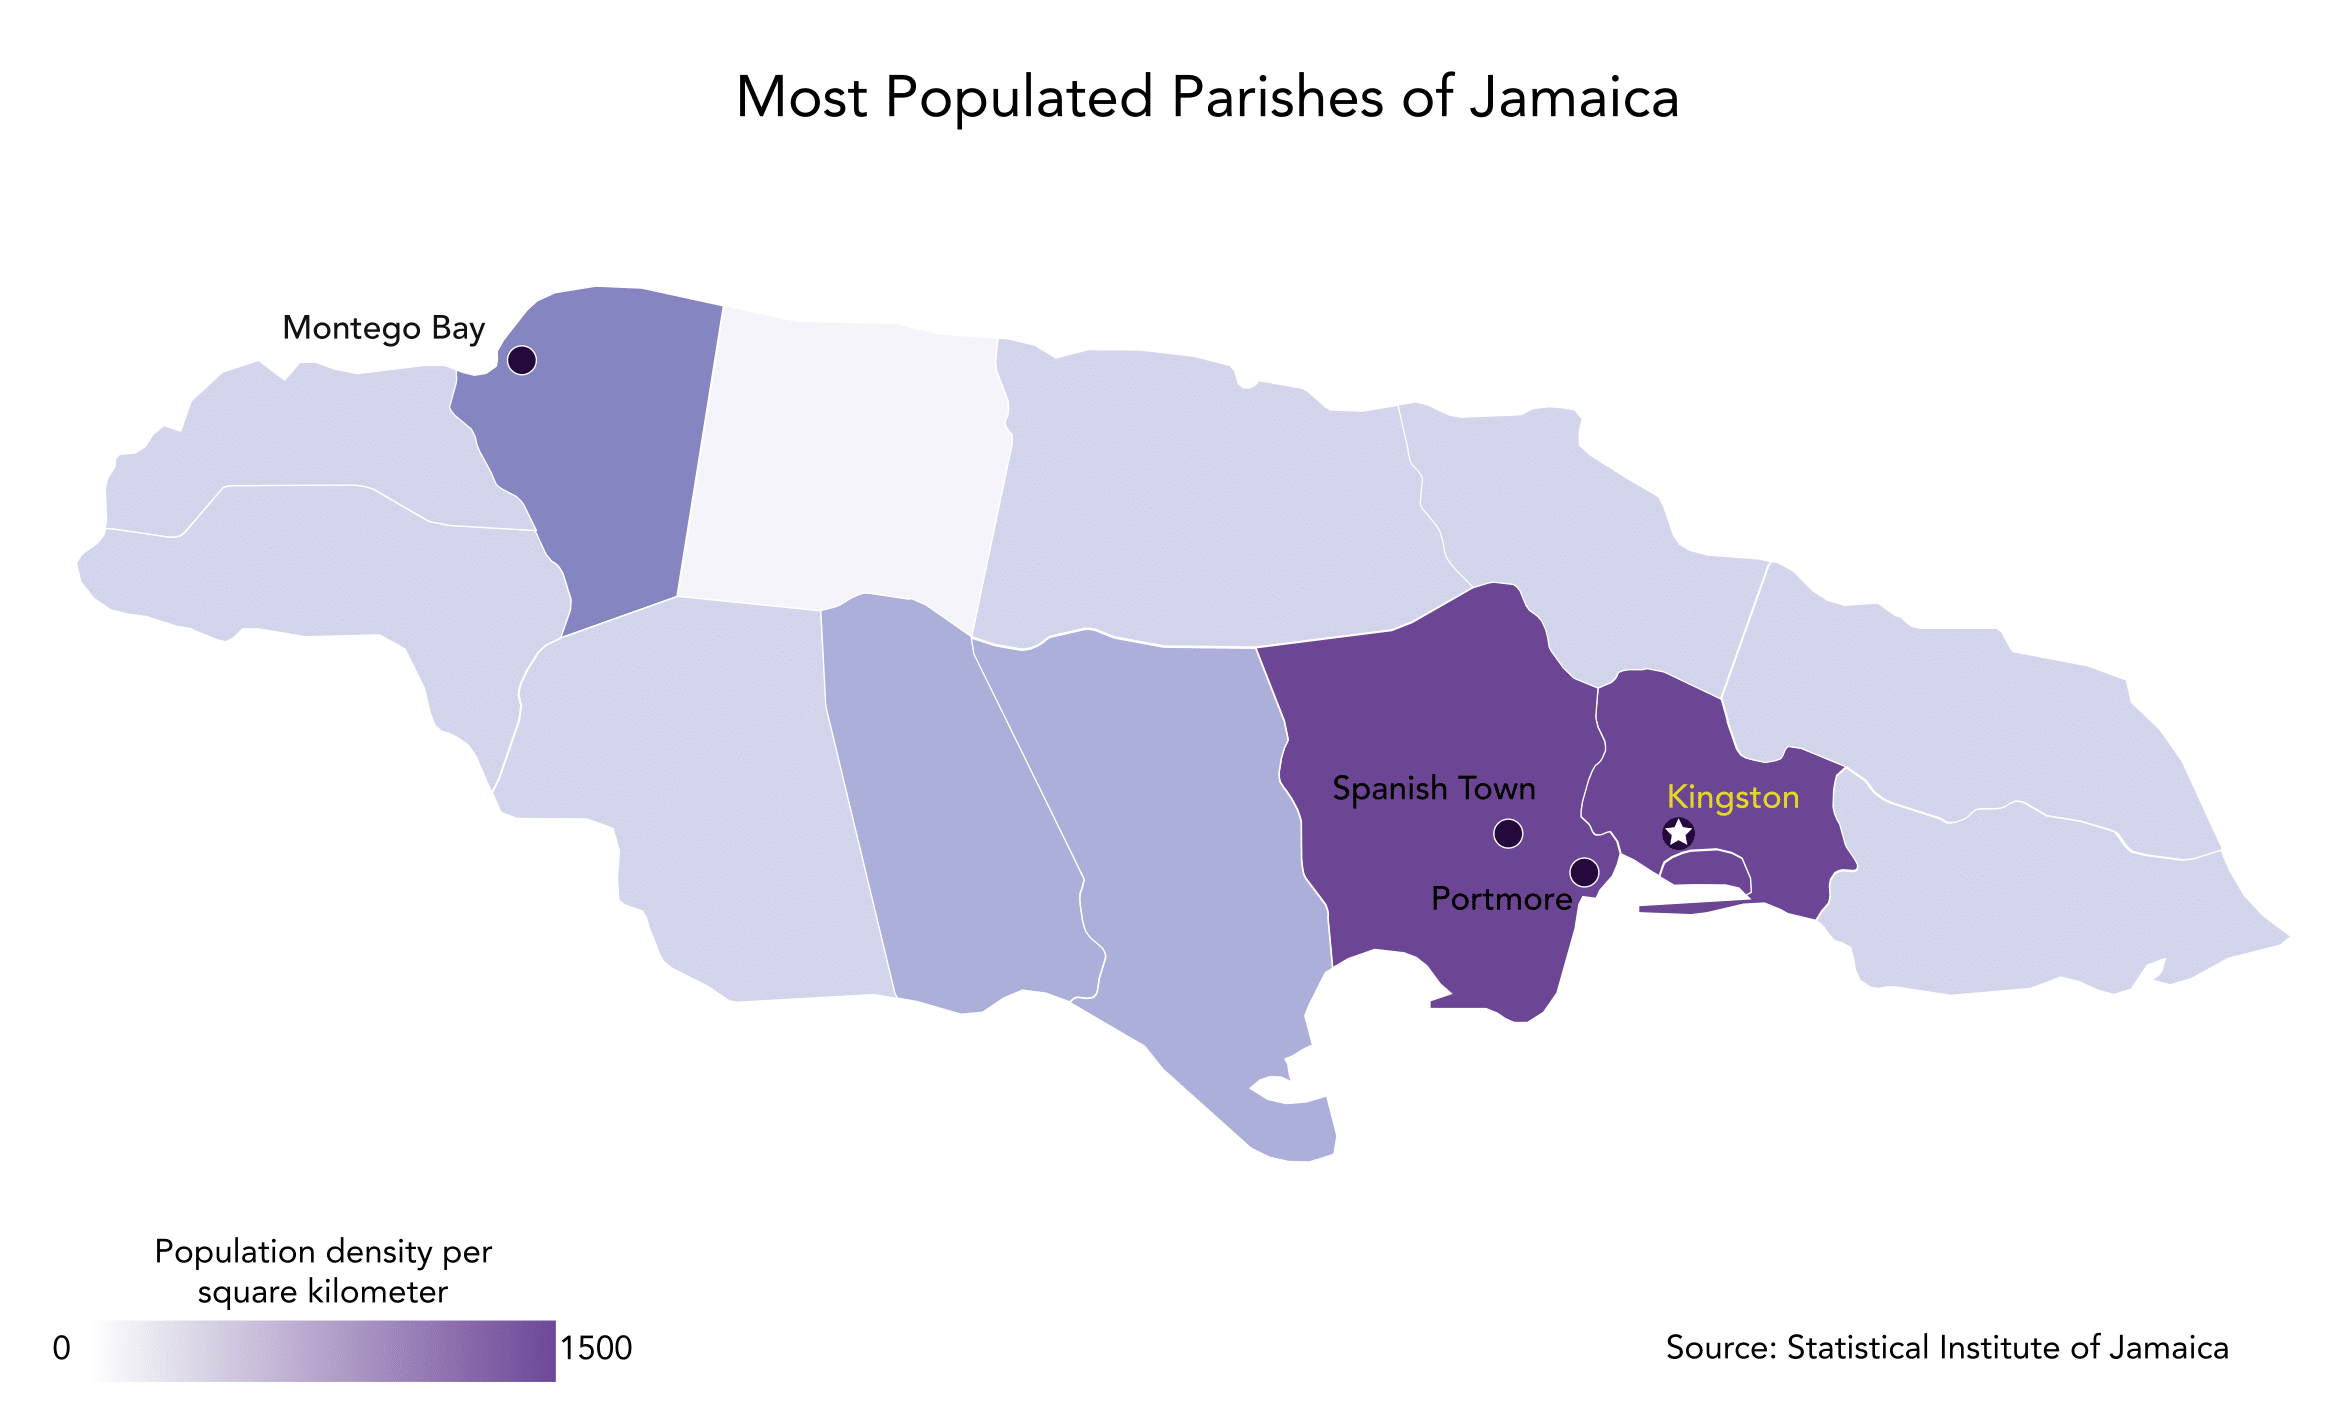 Most Populated Parishes of Jamaica
Montego Bay
Spanish Town
Kingston
Portmore
Population density per
square kilometer
0
1500
Source: Statistical Institute of Jamaica